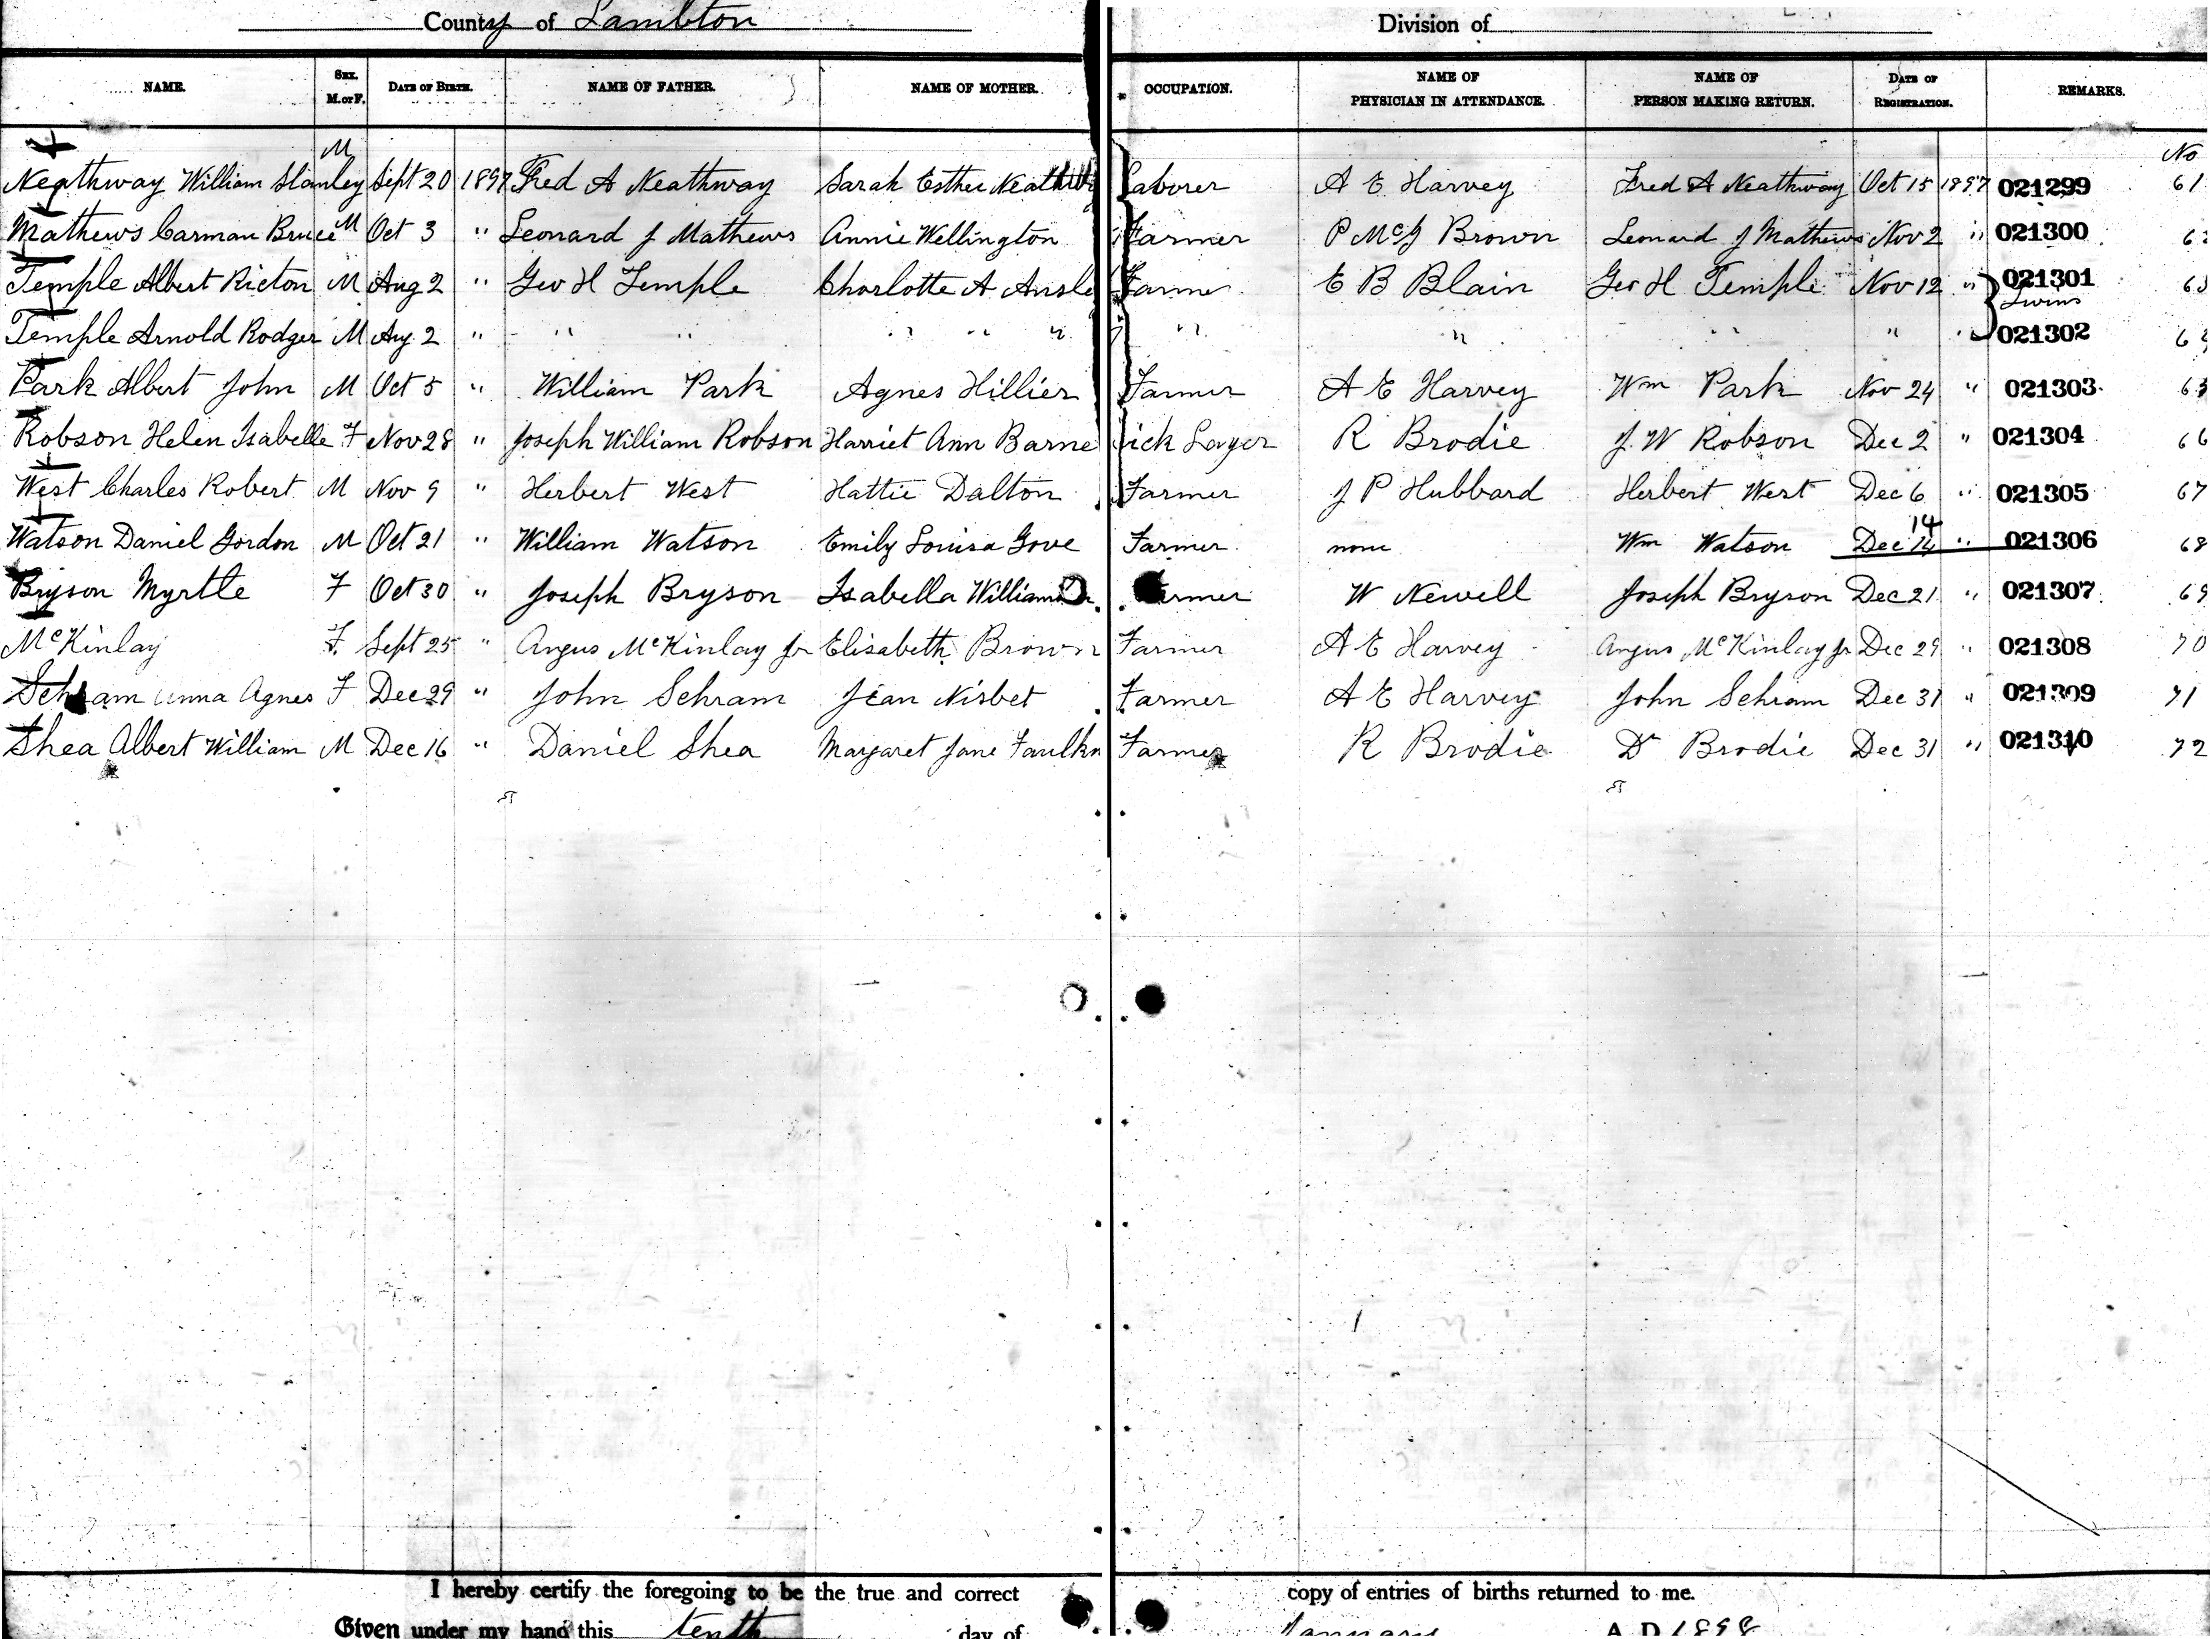 County of Lambton Division of
NAME. SEX. M. or F. DATE OF BIRTH. NAME OF FATHER. NAME OF MOTHER. OCCUPATION. NAME OF PHYSICIAN IN ATTENDANCE. NAME OF PERSON MAKING RETURN. DATE OF REGISTRATION. REMARKS.
No
Neathway William Stanley M Sept 20 1897 Fred A Neathway Sarah Esther Laborer A E Harvey Fred A Neathway Oct 15 1897 021299 61
Mathews Carman Bruce M Oct 3 " Leonard J Mathews Annie Wellington Farmer P McG Brown Leonard J Mathews Nov 2 " 021300
Temple Albert Ricton M Aug 2 " Geo H Temple Charlotte A Ansle Farmer E B Blain Geo H Temple Nov 12 " 021301
Twins
Temple Arnold Rodger M Aug 2 " " " " " " " " " " " " 021302
Park Albert John M Oct 5 " William Park Agnes Hillier Farmer A E Harvey Wm Park Nov 24 " 021303
Robson Helen Isabelle F Nov 28 " Joseph William Robson Harriet Ann Barne ick Layer R Brodie J. W Robson Dec 2 " 021304 66
West Charles Robert M Nov 9 " Herbert West Hattie Dalton Farmer J P Hubbard Herbert West Dec 6 " 021305 67
Watson Daniel Gordon M Oct 21 " William Watson Emily Louisa Gove Farmer none Wm Watson Dec 14 " 021306 68
Bryson Myrtle F Oct 30 " Joseph Bryson Isabella rmer W Newell Joseph Bryson Dec 21 " 021307 69
McKinlay F. Sept 25 " Angus McKinlay Jr Elisabeth Brown Farmer A E Harvey Angus McKinlay Jr Dec 29 " 021308 70
Schram Anna Agnes F Dec 29 " John Schram Jean Nisbet Farmer A E Harvey John Schram Dec 31 " 021309 71
Shea Albert William M Dec 16 " Daniel Shea Margaret Jane Faulkn Farmer R Brodie Dr Brodie Dec 31 " 021310 72
I hereby certify the foregoing to be the true and correct copy of entries of births returned to me.
Given under my hand this tenth day of January A. D. 1898